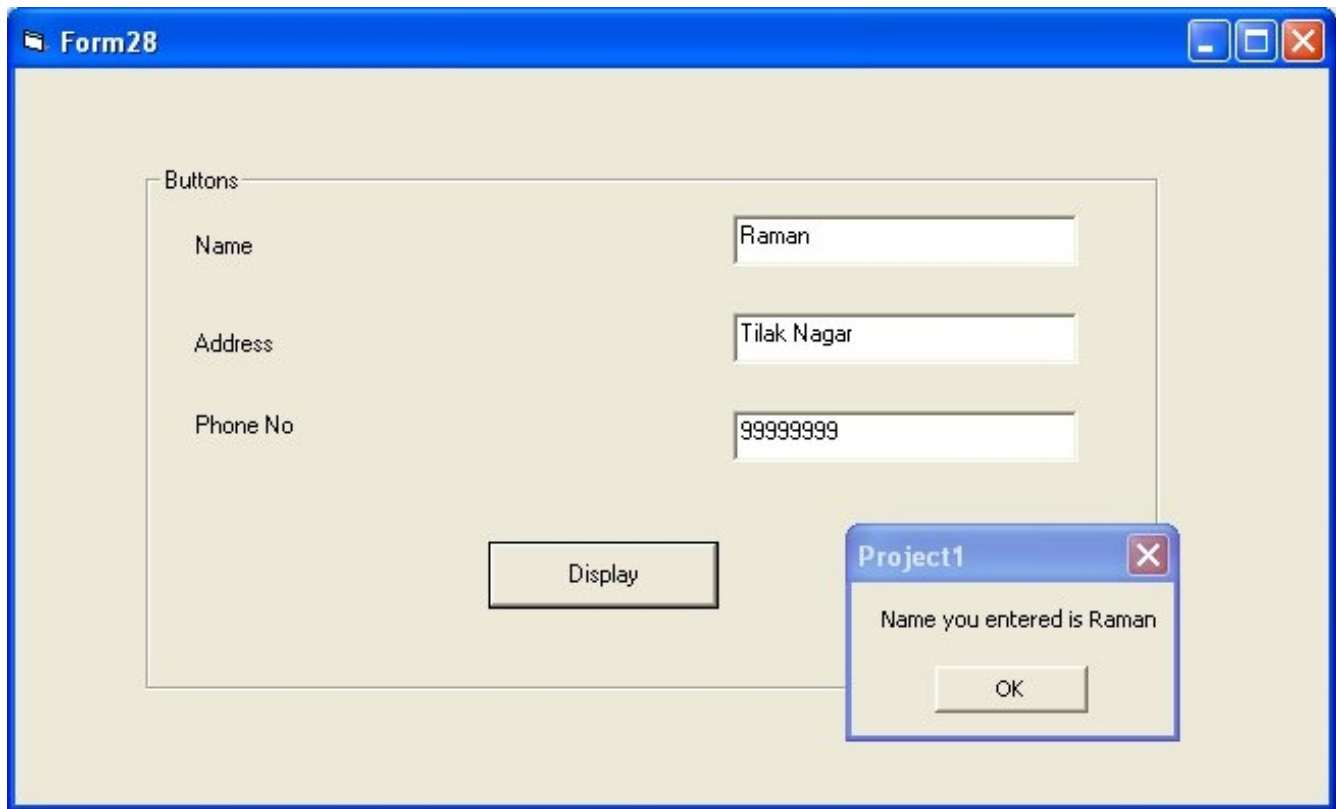 Form28
Buttons
Name
Raman
Address
Tilak Nagar
Phone No
99999999
Display
Project1
Name you entered is Raman
OK